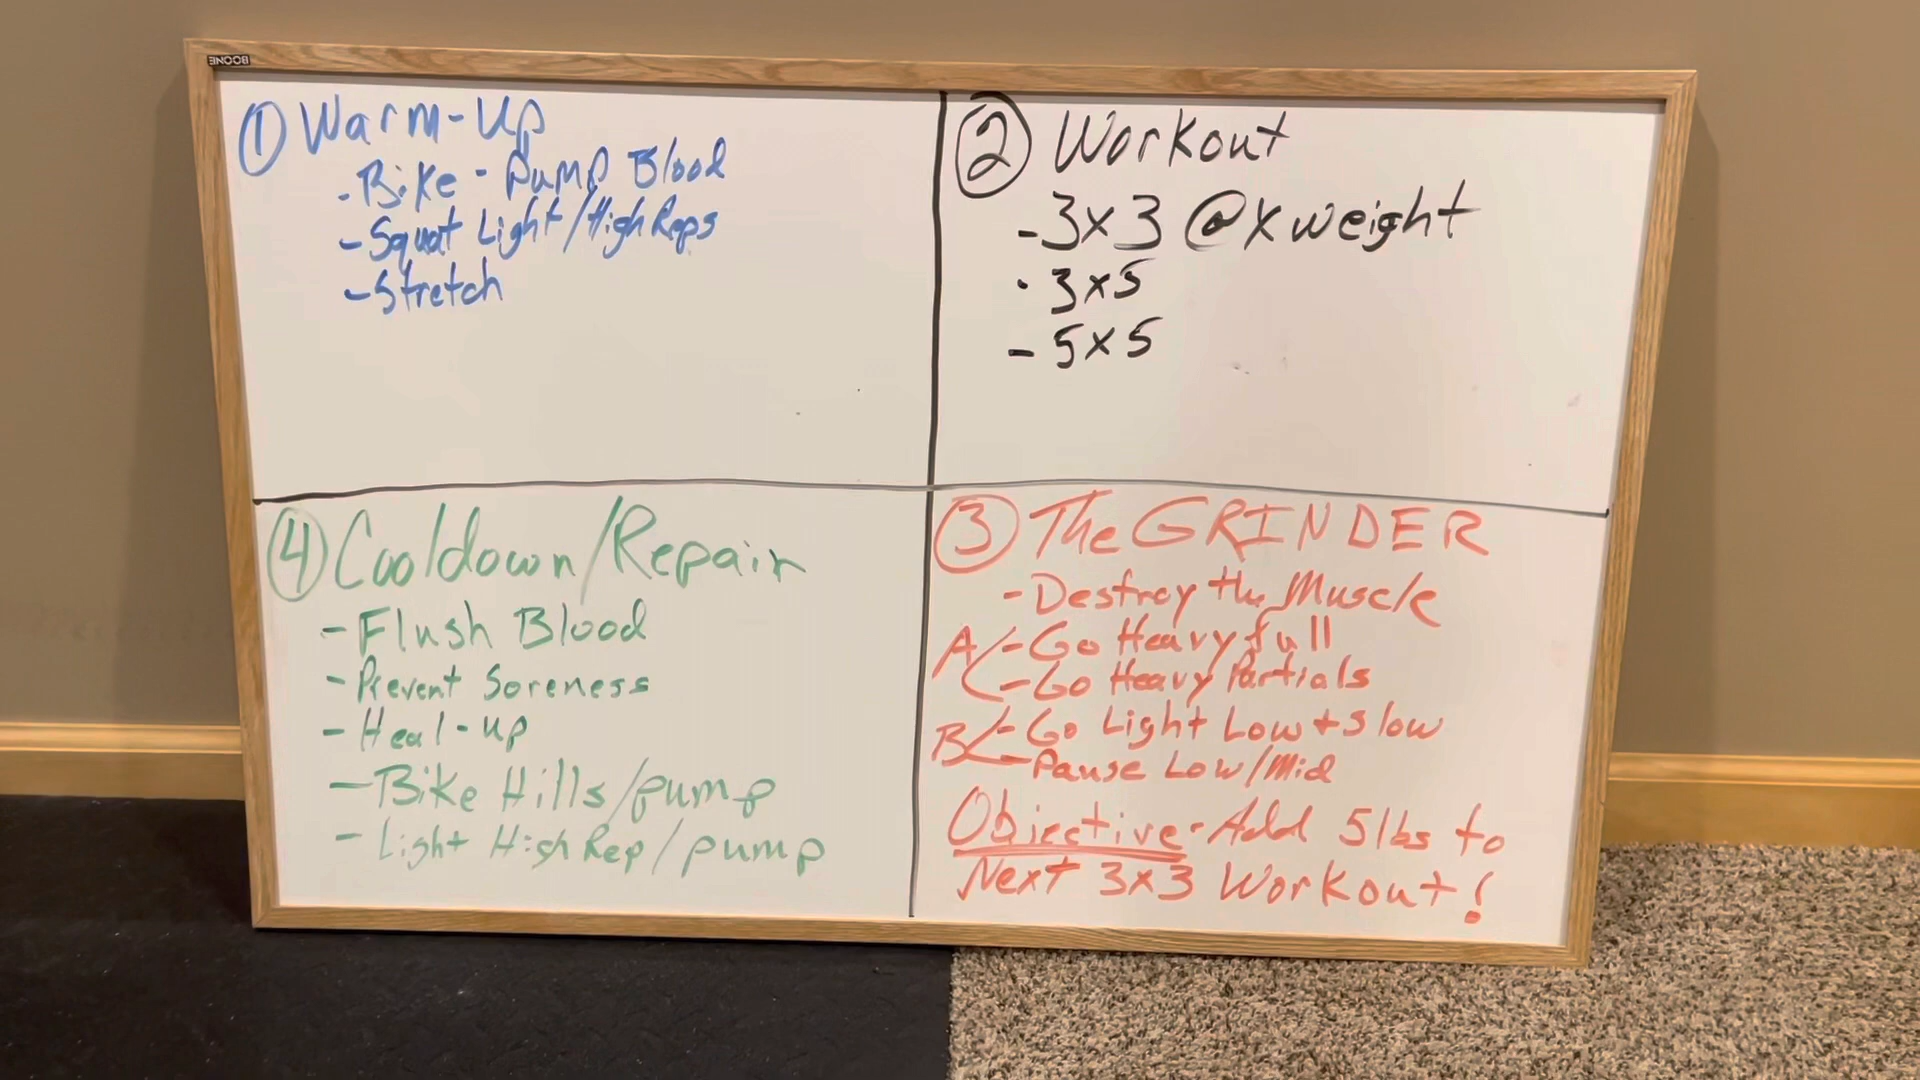 BOONE
① Warm-Up
- Bike - Pump Blood
- Squat Light/High Reps
- Stretch
② Workout
- 3x3 @ X weight
- 3x5
- 5x5
③ The GRINDER
- Destroy the Muscle
A - Go Heavy full
- Go Heavy Partials
B - Go Light Low + Slow
- Pause Low/Mid
Objective - Add 5lbs to
Next 3x3 Workout!
④ Cooldown/Repair
- Flush Blood
- Prevent Soreness
- Heal-up
- Bike Hills/pump
- Light High Rep/pump